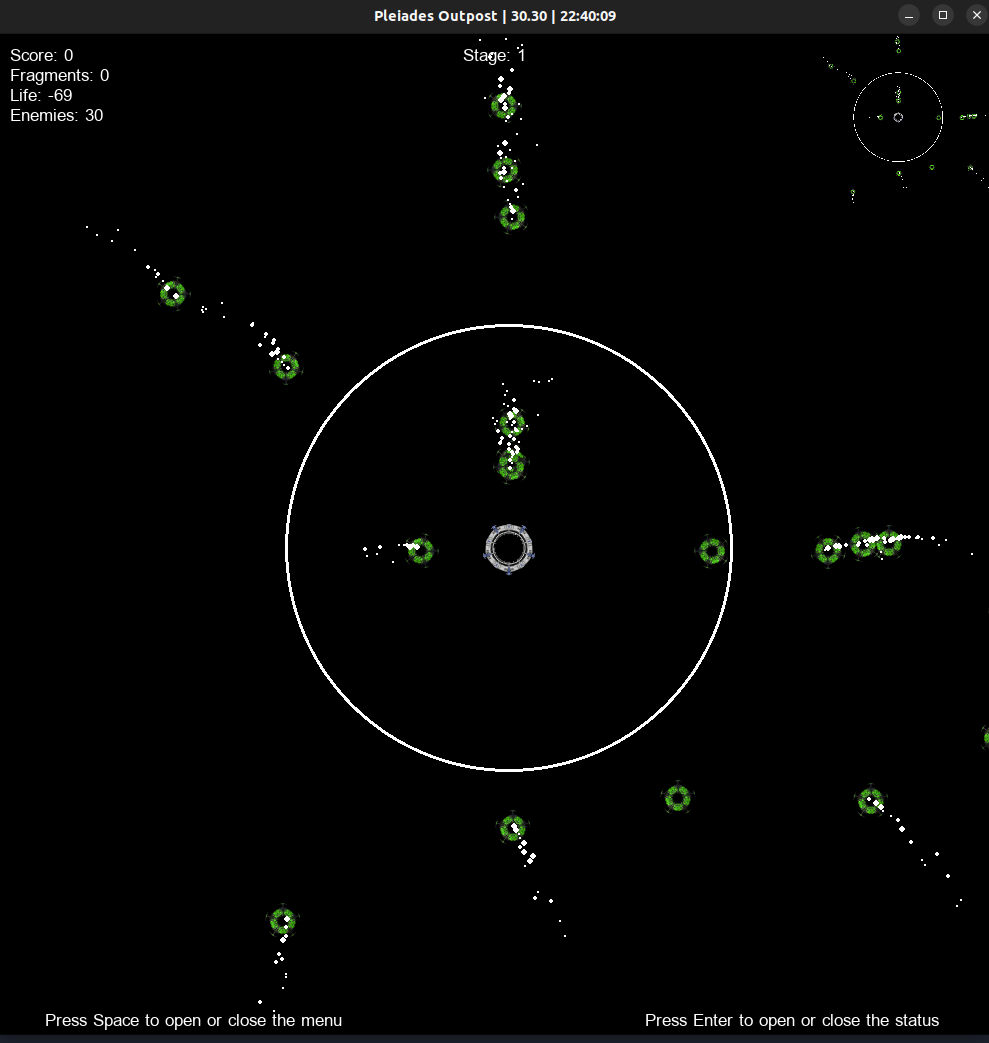 Pleiades Outpost | 30.30 | 22:40:09
Score: 0
Stage: 1
Fragments: 0
Life: -69
Enemies: 30
Press Space to open or close the menu
Press Enter to open or close the status